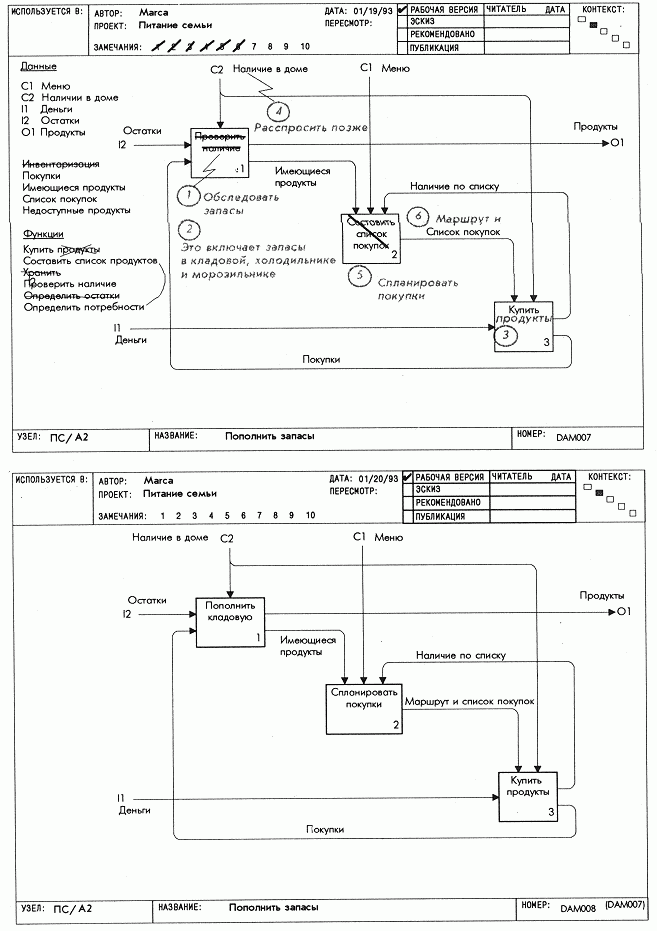 ИСПОЛЬЗУЕТСЯ В:
АВТОР: Marca
ДАТА: 01/19/93
ПРОЕКТ: Питание семьи
ПЕРЕСМОТР:
ЗАМЕЧАНИЯ: 1 2 3 4 5 6 7 8 9 10
РАБОЧАЯ ВЕРСИЯ
ЭСКИЗ
РЕКОМЕНДОВАНО
ПУБЛИКАЦИЯ
ЧИТАТЕЛЬ ДАТА
КОНТЕКСТ:
Данные
C1 Меню
C2 Наличии в доме
I1 Деньги
I2 Остатки
O1 Продукты
Инвенторизация
Покупки
Имеющиеся продукты
Список покупок
Недоступные продукты
Функции
Купить продукты
Составить список продуктов
Хранить
Проверить наличие
Определить остатки
Определить потребности
C2 Наличие в доме
C1 Меню
4
Расспросить позже
Остатки
I2
Проверить
наличие
1
Продукты
O1
Имеющиеся
продукты
1
Обследовать
запасы
2
Это включает запасы
в кладовой, холодильнике
и морозильнике
Наличие по списку
Составить
список
покупок
2
6
Маршрут и
Список покупок
5
Спланировать
покупки
I1
Деньги
Купить
продукты
3
3
Покупки
УЗЕЛ: ПС/A2
НАЗВАНИЕ: Пополнить запасы
НОМЕР: DAM007
ИСПОЛЬЗУЕТСЯ В:
АВТОР: Marca
ДАТА: 01/20/93
ПРОЕКТ: Питание семьи
ПЕРЕСМОТР:
ЗАМЕЧАНИЯ: 1 2 3 4 5 6 7 8 9 10
РАБОЧАЯ ВЕРСИЯ
ЭСКИЗ
РЕКОМЕНДОВАНО
ПУБЛИКАЦИЯ
ЧИТАТЕЛЬ ДАТА
КОНТЕКСТ:
Наличие в доме C2
C1 Меню
Остатки
I2
Пополнить
кладовую
1
Продукты
O1
Имеющиеся
продукты
Наличие по списку
Спланировать
покупки
2
Маршрут и список покупок
I1
Деньги
Купить
продукты
3
Покупки
УЗЕЛ: ПС/A2
НАЗВАНИЕ: Пополнить запасы
НОМЕР: DAM008 (DAM007)